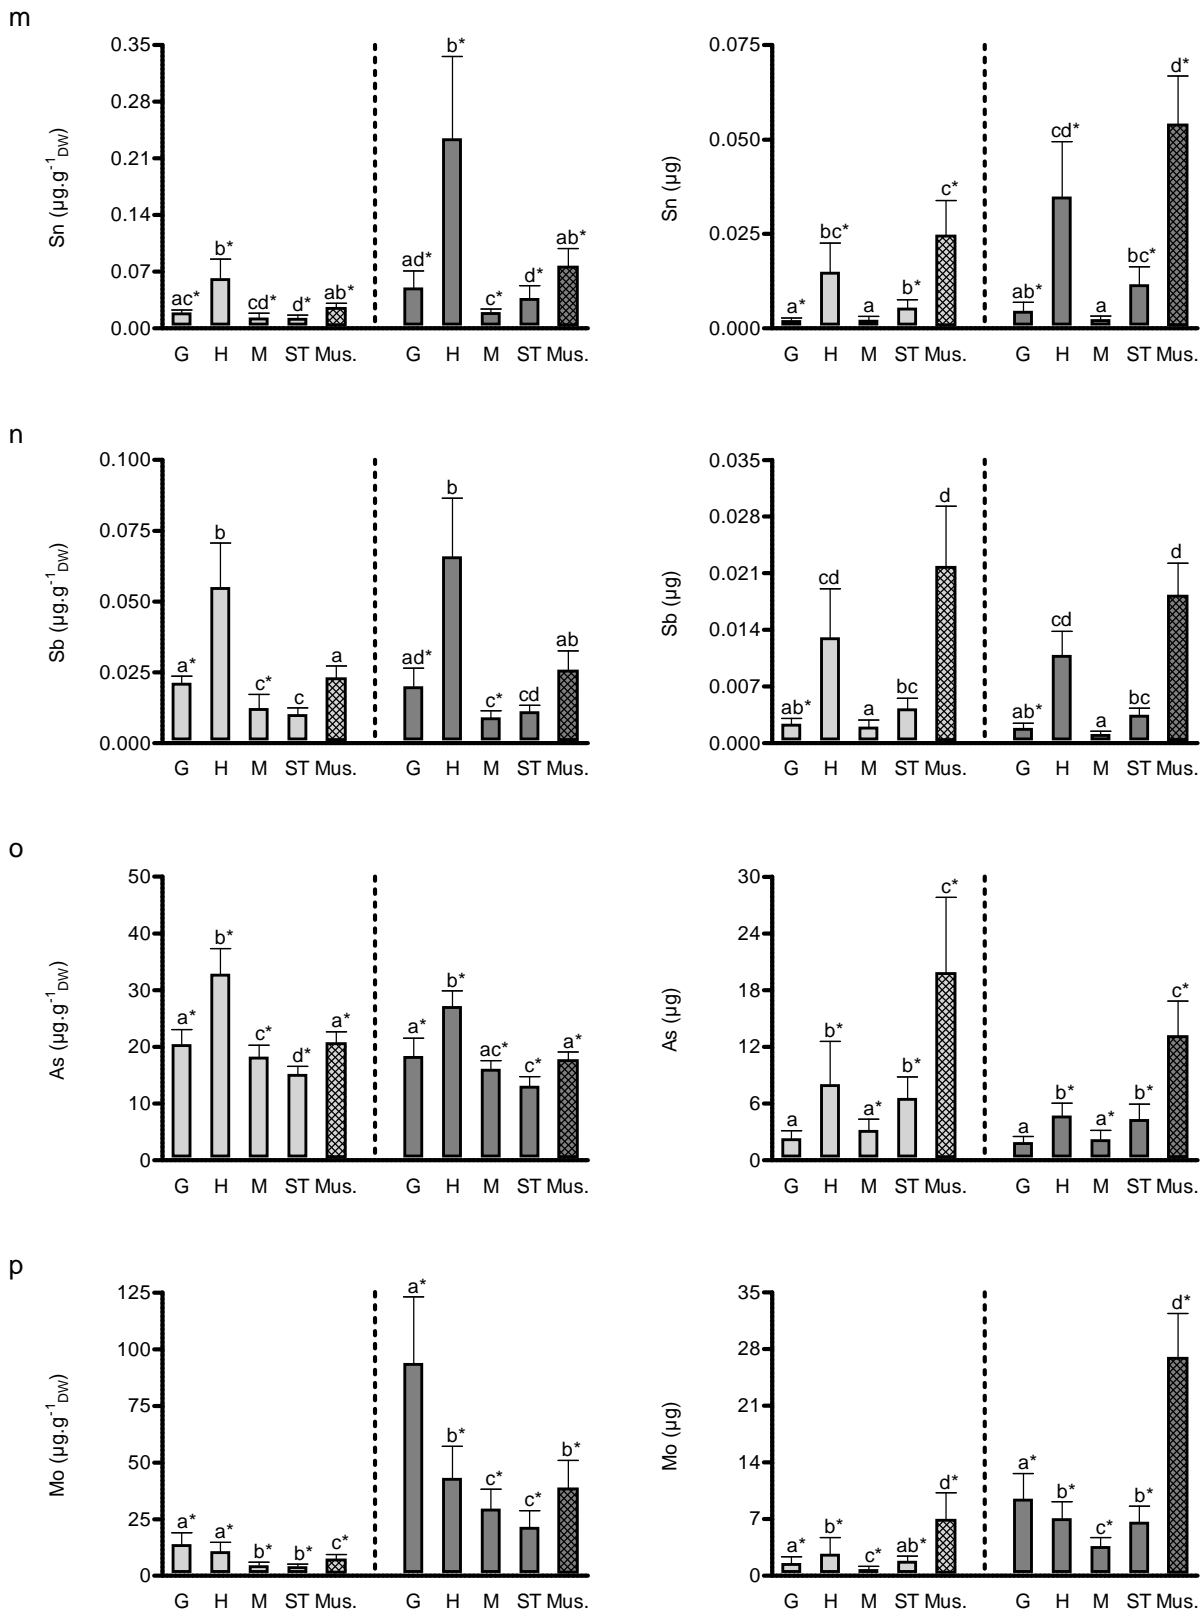 m
0.35
b*
0.28
0.21
0.14
0.07
0.00
Sn (µg.g⁻¹DW)
ac* b* cd* d* ab*
ad* c* d* ab*
G H M ST Mus. G H M ST Mus.
0.075
0.050
0.025
0.000
Sn (µg)
a* bc* a b* c*
ab* cd* a bc* d*
G H M ST Mus. G H M ST Mus.
n
0.100
0.075
0.050
0.025
0.000
Sb (µg.g⁻¹DW)
a* b c* c a
ad* b c* cd ab
G H M ST Mus. G H M ST Mus.
0.035
0.028
0.021
0.014
0.007
0.000
Sb (µg)
ab* cd a bc d
ab* cd a bc d
G H M ST Mus. G H M ST Mus.
o
50
40
30
20
10
0
As (µg.g⁻¹DW)
a* b* c* d* a*
a* b* ac* c* a*
G H M ST Mus. G H M ST Mus.
30
24
18
12
6
0
As (µg)
a b* a* b* c*
a b* a* b* c*
G H M ST Mus. G H M ST Mus.
p
125
100
75
50
25
0
Mo (µg.g⁻¹DW)
a* a* b* b* c*
a* b* c* c* b*
G H M ST Mus. G H M ST Mus.
35
28
21
14
7
0
Mo (µg)
a* b* c* ab* d*
a* b* c* b* d*
G H M ST Mus. G H M ST Mus.